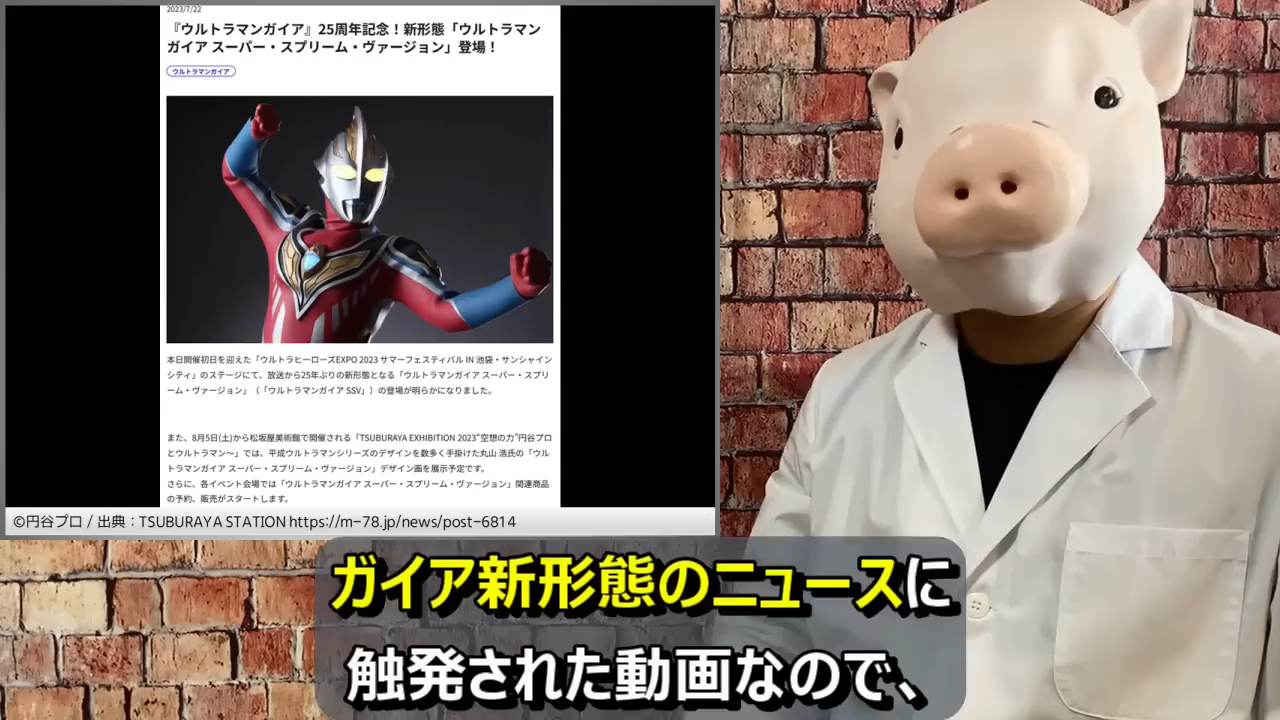 2023/7/22
『ウルトラマンガイア』25周年記念！新形態「ウルトラマン
ガイア スーパー・スプリーム・ヴァージョン」登場！
ウルトラマンガイア
本日開催初日を迎えた「ウルトラヒーローズEXPO 2023 サマーフェスティバル IN 池袋・サンシャイン
シティ」のステージにて、放送から25年ぶりの新形態となる「ウルトラマンガイア スーパー・スプリ
ーム・ヴァージョン」（「ウルトラマンガイア SSV」）の登場が明らかになりました。
また、8月5日(土)から松坂屋美術館で開催される「TSUBURAYA EXHIBITION 2023“空想の力”円谷プロ
とウルトラマン〜」では、平成ウルトラマンシリーズのデザインを数多く手掛けた丸山 浩氏の「ウル
トラマンガイア スーパー・スプリーム・ヴァージョン」デザイン画を展示予定です。
さらに、各イベント会場では「ウルトラマンガイア スーパー・スプリーム・ヴァージョン」関連商品
の予約、販売がスタートします。
©円谷プロ / 出典：TSUBURAYA STATION https://m-78.jp/news/post-6814
ガイア新形態のニュースに
触発された動画なので、